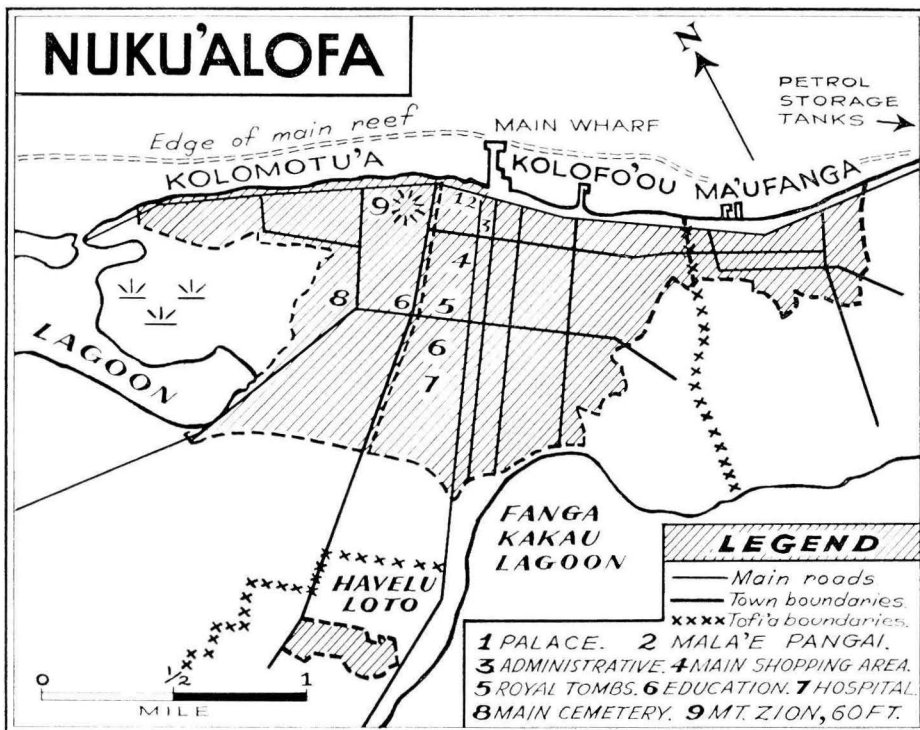 NUKU'ALOFA
N
PETROL
STORAGE
TANKS
Edge of main reef
MAIN WHARF
KOLOMOTU'A
KOLOFO'OU
MA'UFANGA
9
1 2
3
4
8
6
5
6
7
LAGOON
FANGA
KAKAU
LAGOON
HAVELU
LOTO
LEGEND
Main roads
Town boundaries.
xxxx Tofi'a boundaries.
1 PALACE. 2 MALA'E PANGAI.
3 ADMINISTRATIVE. 4 MAIN SHOPPING AREA.
5 ROYAL TOMBS. 6 EDUCATION. 7 HOSPITAL.
8 MAIN CEMETERY. 9 MT. ZION, 60 FT.
0 ½ 1
MILE